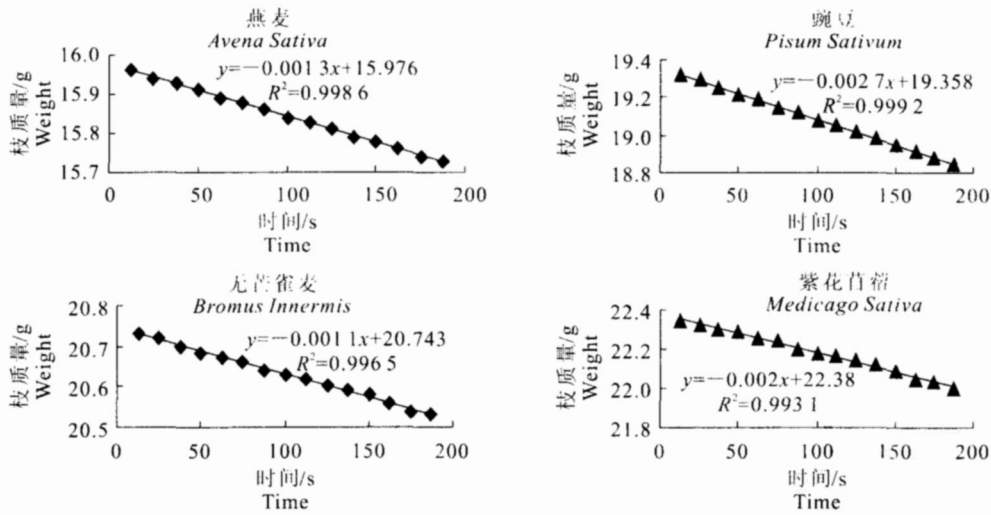 燕麦
Avena Sativa
y=-0.001 3x+15.976
R²=0.998 6
枝质量/g
Weight
16.0
15.9
15.8
15.7
0 50 100 150 200
时间/s
Time
豌豆
Pisum Sativum
y=-0.002 7x+19.358
R²=0.999 2
枝质量/g
Weight
19.4
19.2
19.0
18.8
0 50 100 150 200
时间/s
Time
无芒雀麦
Bromus Innermis
y=-0.001 1x+20.743
R²=0.996 5
枝质量/g
Weight
20.8
20.7
20.6
20.5
0 50 100 150 200
时间/s
Time
紫花苜蓿
Medicago Sativa
y=-0.002x+22.38
R²=0.993 1
枝质量/g
Weight
22.4
22.2
22.0
21.8
0 50 100 150 200
时间/s
Time